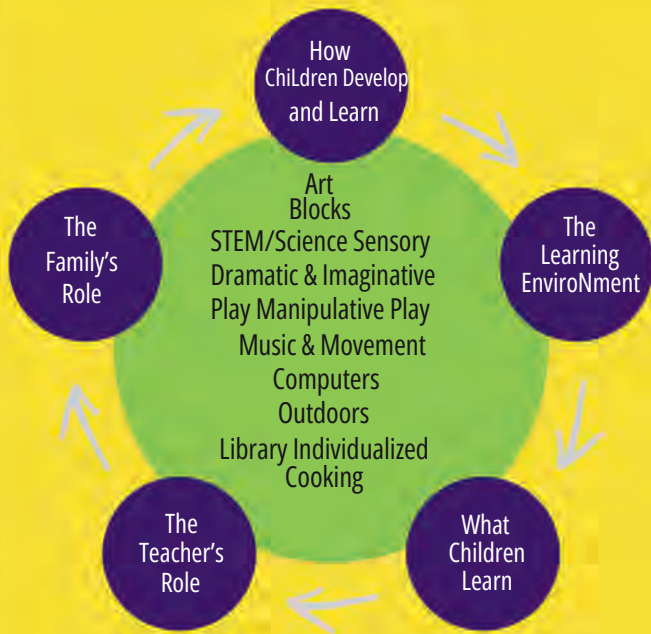 How
ChiLdren Develop
and Learn
The
Family's
Role
The
Learning
EnviroNment
Art
Blocks
STEM/Science Sensory
Dramatic & Imaginative
Play Manipulative Play
Music & Movement
Computers
Outdoors
Library Individualized
Cooking
The
Teacher's
Role
What
Children
Learn